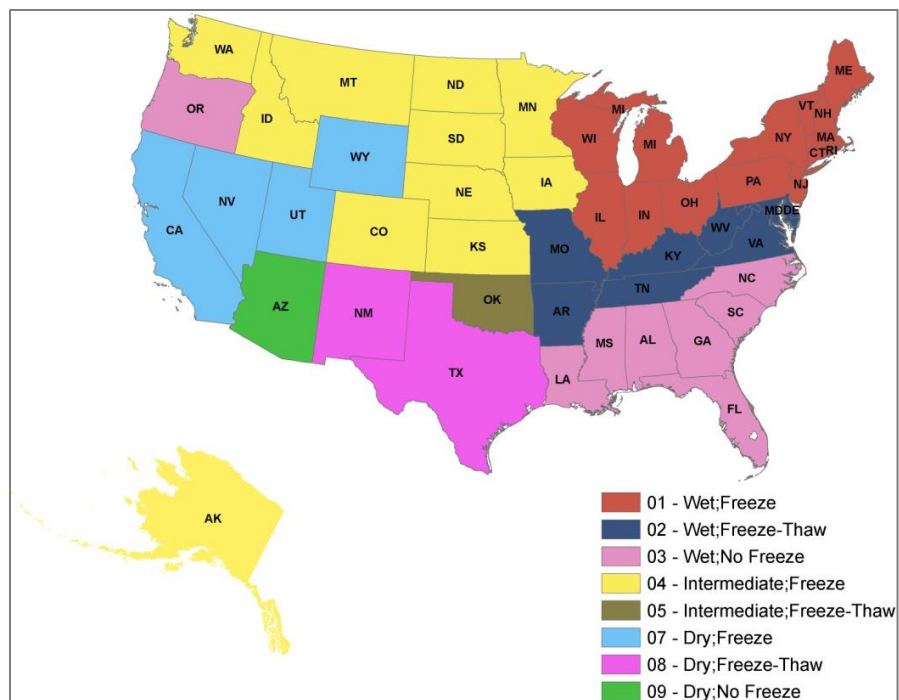 WA
MT
ND
MN
ME
VT
NH
OR
ID
SD
WI
MI
MI
NY
MA
CT
RI
WY
NE
IA
PA
NJ
NV
UT
CO
KS
IL
IN
OH
MD
DE
CA
MO
KY
WV
VA
AZ
NM
OK
AR
TN
NC
SC
TX
LA
MS
AL
GA
FL
AK
01 - Wet;Freeze
02 - Wet;Freeze-Thaw
03 - Wet;No Freeze
04 - Intermediate;Freeze
05 - Intermediate;Freeze-Thaw
07 - Dry;Freeze
08 - Dry;Freeze-Thaw
09 - Dry;No Freeze